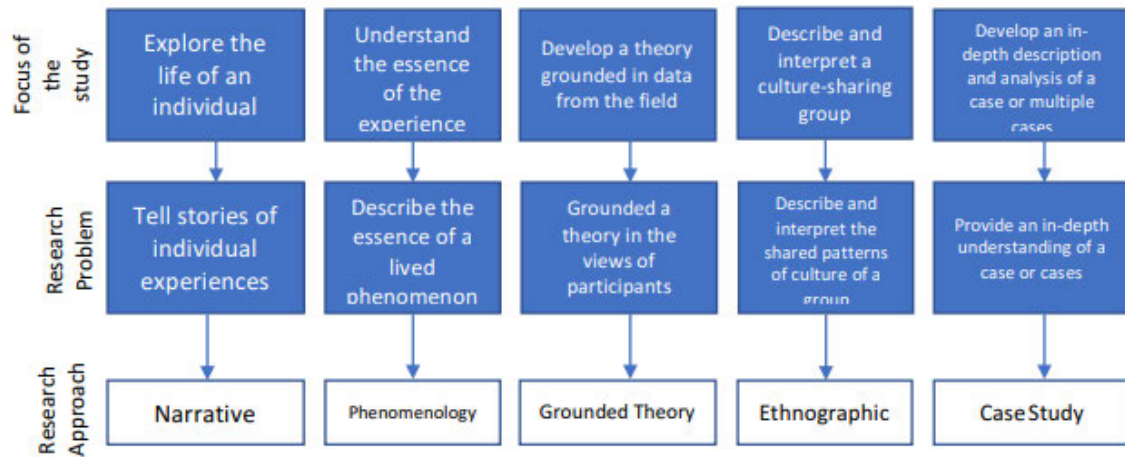 Focus of
the
study
Explore the
life of an
individual
Understand
the essence
of the
experience
Develop a theory
grounded in data
from the field
Describe and
interpret a
culture-sharing
group
Develop an in-
depth description
and analysis of a
case or multiple
cases
Research
Problem
Tell stories of
individual
experiences
Describe the
essence of a
lived
phenomenon
Grounded a
theory in the
views of
participants
Describe and
interpret the
shared patterns
of culture of a
group
Provide an in-depth
understanding of a
case or cases
Research
Approach
Narrative
Phenomenology
Grounded Theory
Ethnographic
Case Study